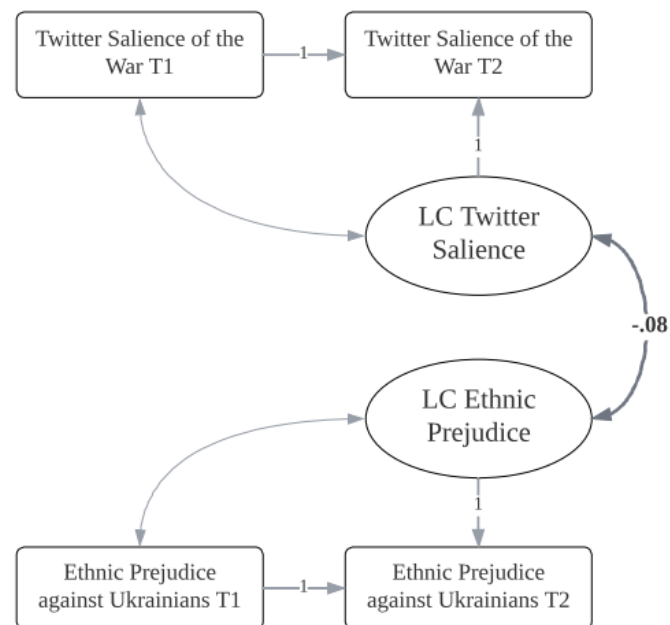 Twitter Salience of the
War T1
1
Twitter Salience of the
War T2
1
LC Twitter
Salience
-.08
LC Ethnic
Prejudice
1
Ethnic Prejudice
against Ukrainians T1
1
Ethnic Prejudice
against Ukrainians T2